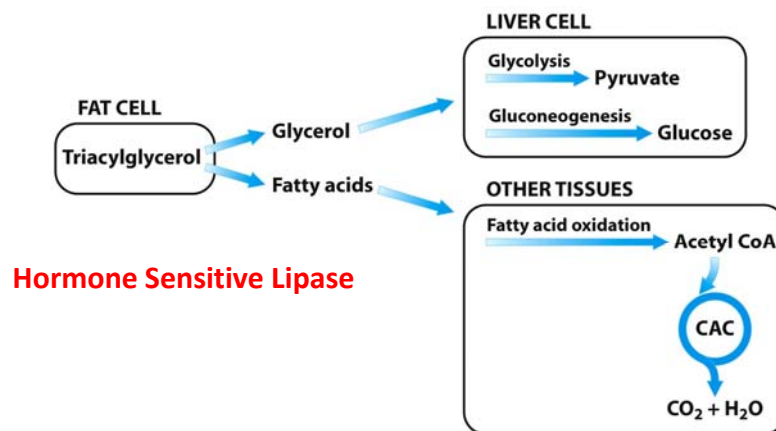 LIVER CELL
Glycolysis
Pyruvate
Gluconeogenesis
Glucose
FAT CELL
Triacylglycerol
Glycerol
Fatty acids
OTHER TISSUES
Fatty acid oxidation
Acetyl CoA
CAC
CO₂ + H₂O
Hormone Sensitive Lipase